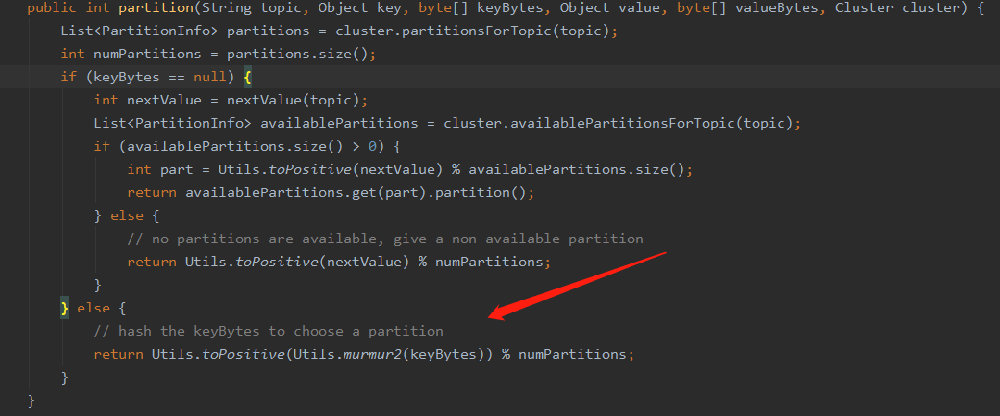 public int partition(String topic, Object key, byte[] keyBytes, Object value, byte[] valueBytes, Cluster cluster) {
    List<PartitionInfo> partitions = cluster.partitionsForTopic(topic);
    int numPartitions = partitions.size();
    if (keyBytes == null) {
        int nextValue = nextValue(topic);
        List<PartitionInfo> availablePartitions = cluster.availablePartitionsForTopic(topic);
        if (availablePartitions.size() > 0) {
            int part = Utils.toPositive(nextValue) % availablePartitions.size();
            return availablePartitions.get(part).partition();
        } else {
            // no partitions are available, give a non-available partition
            return Utils.toPositive(nextValue) % numPartitions;
        }
    } else {
        // hash the keyBytes to choose a partition
        return Utils.toPositive(Utils.murmur2(keyBytes)) % numPartitions;
    }
}